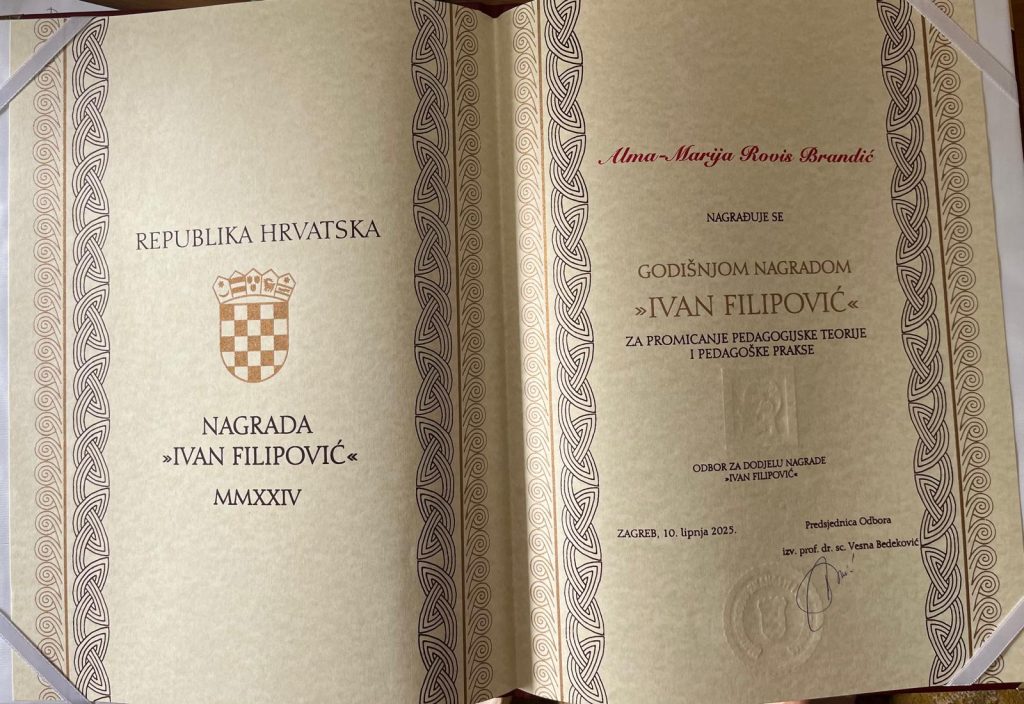 REPUBLIKA HRVATSKA
NAGRADA
»IVAN FILIPOVIĆ«
MMXXIV
Alma-Marija Rovis Brandić
NAGRAĐUJE SE
GODIŠNJOM NAGRADOM
»IVAN FILIPOVIĆ«
ZA PROMICANJE PEDAGOGIJSKE TEORIJE
I PEDAGOŠKE PRAKSE
ODBOR ZA DODJELU NAGRADE
»IVAN FILIPOVIĆ«
ZAGREB, 10. lipnja 2025.
Predsjednica Odbora
izv. prof. dr. sc. Vesna Bedeković